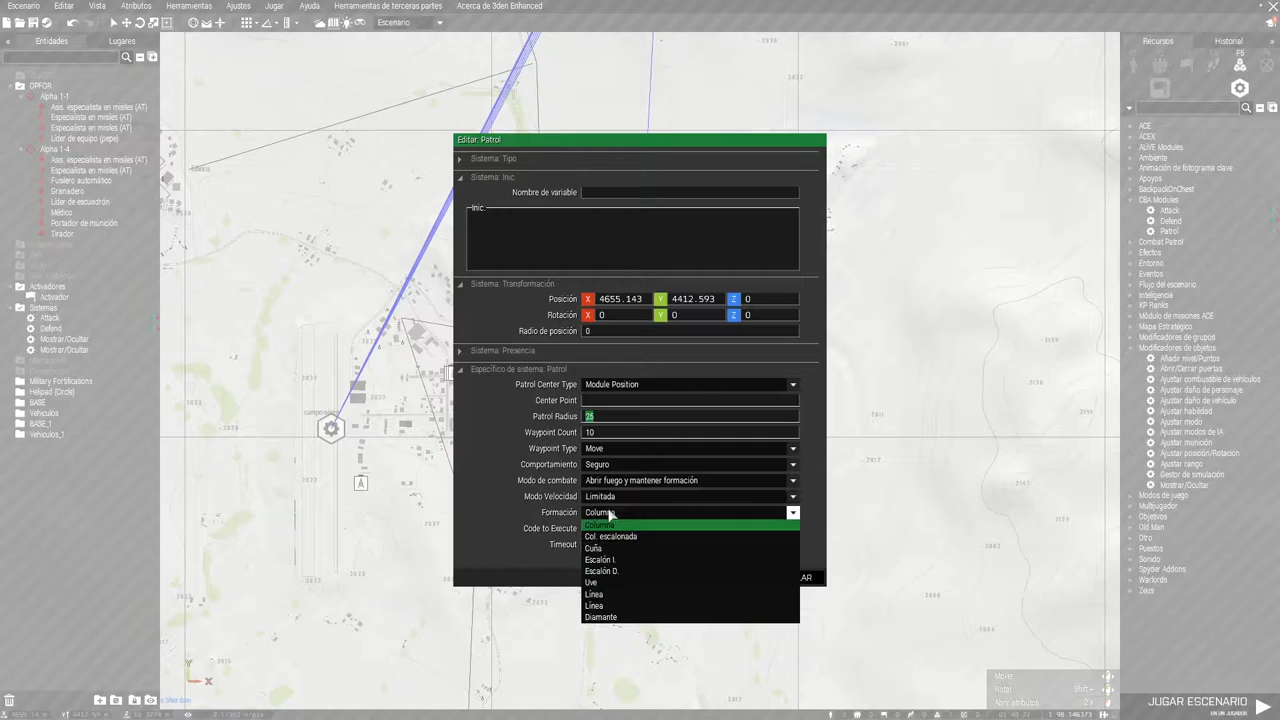 Escenario Editar Vista Atributos Herramientas Ajustes Jugar Ayuda Herramientas de terceras partes Acerca de 3den Enhanced
Escenario
Entidades Lugares
OPFOR
Alpha 1-1
Asis. especialista en misiles (AT)
Especialista en misiles (AT)
Especialista en misiles (AT)
Líder de equipo (pepe)
Alpha 1-4
Asis. especialista en misiles (AT)
Especialista en misiles (AT)
Fusilero automático
Granadero
Líder de escuadrón
Médico
Portador de munición
Tirador
Activadores
Activador
Sistemas
Attack
Defend
Mostrar/Ocultar
Mostrar/Ocultar
Military Fortifications
Helipad (Circle)
BASE
Vehiculos
BASE_1
Vehiculos_1
Editar: Patrol
Sistema: Tipo
Sistema: Inic.
Nombre de variable
Inic.
Sistema: Transformación
Posición X 4655.143 Y 4412.593 Z 0
Rotación X 0 Y 0 Z 0
Radio de posición 0
Sistema: Presencia
Específico de sistema: Patrol
Patrol Center Type Module Position
Center Point
Patrol Radius 25
Waypoint Count 10
Waypoint Type Move
Comportamiento Seguro
Modo de combate Abrir fuego y mantener formación
Modo Velocidad Limitada
Formación Columna
Code to Execute Columna
Timeout
Col. escalonada
Cuña
Escalón I.
Escalón D.
Uve
Línea
Línea
Diamante
LAR
A
Recursos Historial
F5
ACE
ACEX
ALiVE Modules
Ambiente
Animación de fotograma clave
Apoyos
BackpackOnChest
CBA Modules
Attack
Defend
Patrol
Combat Patrol
Efectos
Entorno
Eventos
Flujo del escenario
Inteligencia
KP Ranks
Módulo de misiones ACE
Mapa Estratégico
Modificadores de grupos
Modificadores de objetos
Añadir nivel/Puntos
Abrir/Cerrar puertas
Ajustar combustible de vehículos
Ajustar daño de personaje
Ajustar daño de vehículo
Ajustar habilidad
Ajustar modo
Ajustar modos de IA
Ajustar munición
Ajustar posición/Rotación
Ajustar rango
Gestor de simulación
Mostrar/Ocultar
Modos de juego
Multijugador
Objetivos
Old Man
Otro
Puestos
Sonido
Spyder Addons
Warlords
Zeus
Mover
Rotar Shift+
Abrir atributos
JUGAR ESCENARIO
EN UN JUGADOR